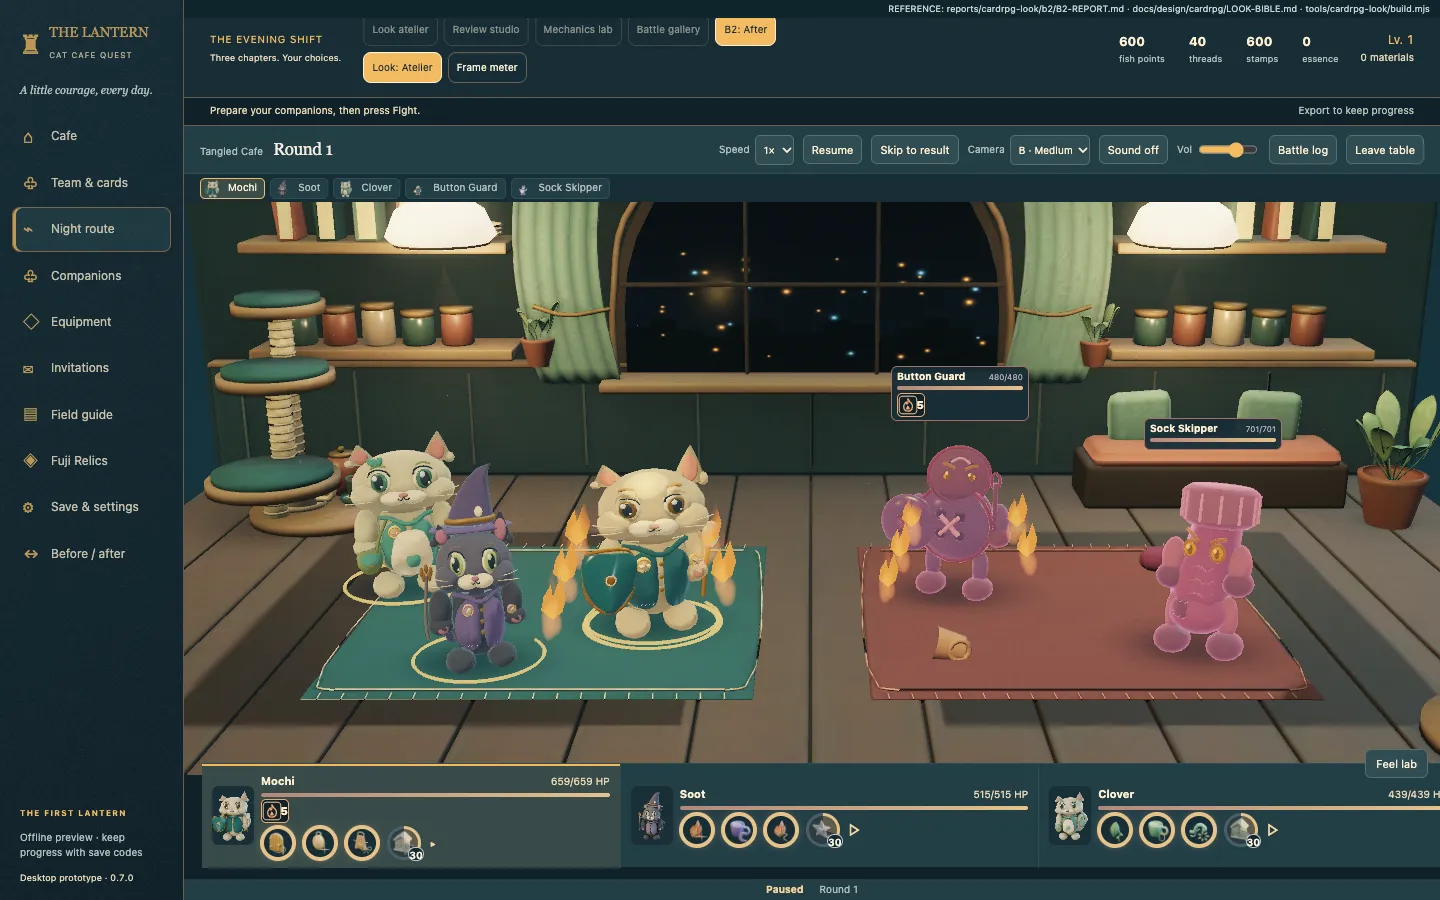 REFERENCE: reports/cardrpg-look/b2/B2-REPORT.md · docs/design/cardrpg/LOOK-BIBLE.md · tools/cardrpg-look/build.mjs
THE LANTERN
CAT CAFE QUEST
A little courage, every day.
Cafe
Team & cards
Night route
Companions
Equipment
Invitations
Field guide
Fuji Relics
Save & settings
Before / after
THE FIRST LANTERN
Offline preview · keep
progress with save codes
Desktop prototype · 0.7.0
THE EVENING SHIFT
Three chapters. Your choices.
Look atelier
Review studio
Mechanics lab
Battle gallery
B2: After
Look: Atelier
Frame meter
600
fish points
40
threads
600
stamps
0
essence
Lv. 1
0 materials
Prepare your companions, then press Fight.
Export to keep progress
Tangled Cafe Round 1
Speed 1x Resume Skip to result Camera B · Medium Sound off Vol Battle log Leave table
Mochi Soot Clover Button Guard Sock Skipper
Button Guard 480/480
5
Sock Skipper 701/701
Feel lab
Mochi 659/659 HP
5
30
Soot 515/515 HP
30
Clover 439/439 H
30
Paused Round 1